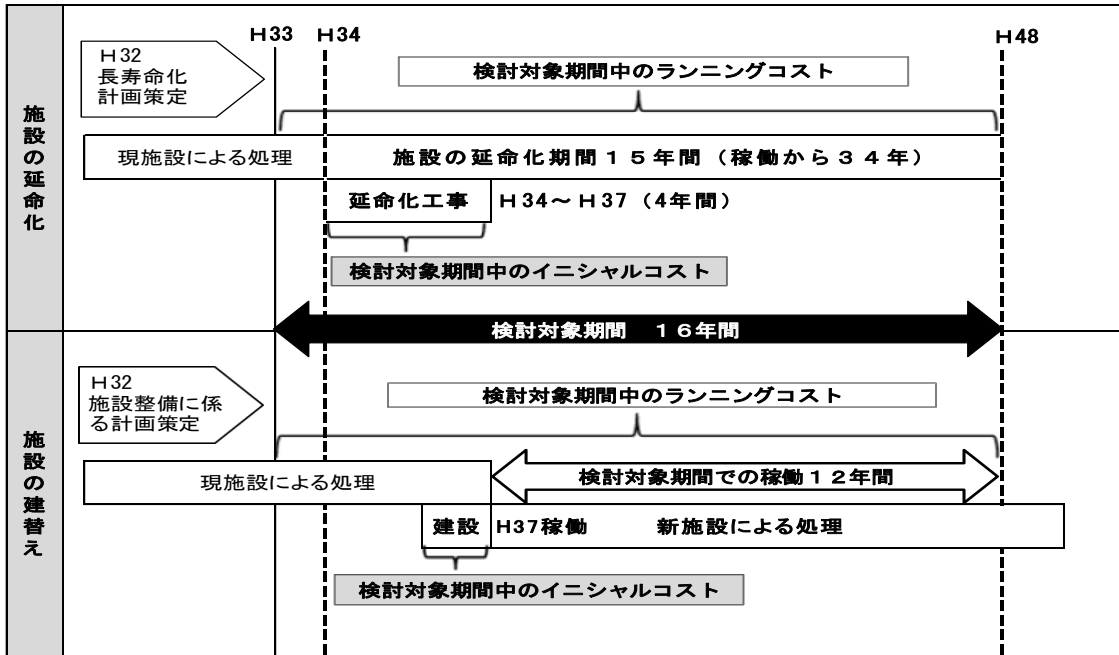 H33
H34
H48
施設の延命化
H32
長寿命化
計画策定
検討対象期間中のランニングコスト
現施設による処理
施設の延命化期間15年間(稼働から34年)
延命化工事
H34~H37(4年間)
検討対象期間中のイニシャルコスト
検討対象期間 16年間
施設の建替え
H32
施設整備に係
る計画策定
検討対象期間中のランニングコスト
検討対象期間での稼働12年間
現施設による処理
建設
H37稼働
新施設による処理
検討対象期間中のイニシャルコスト